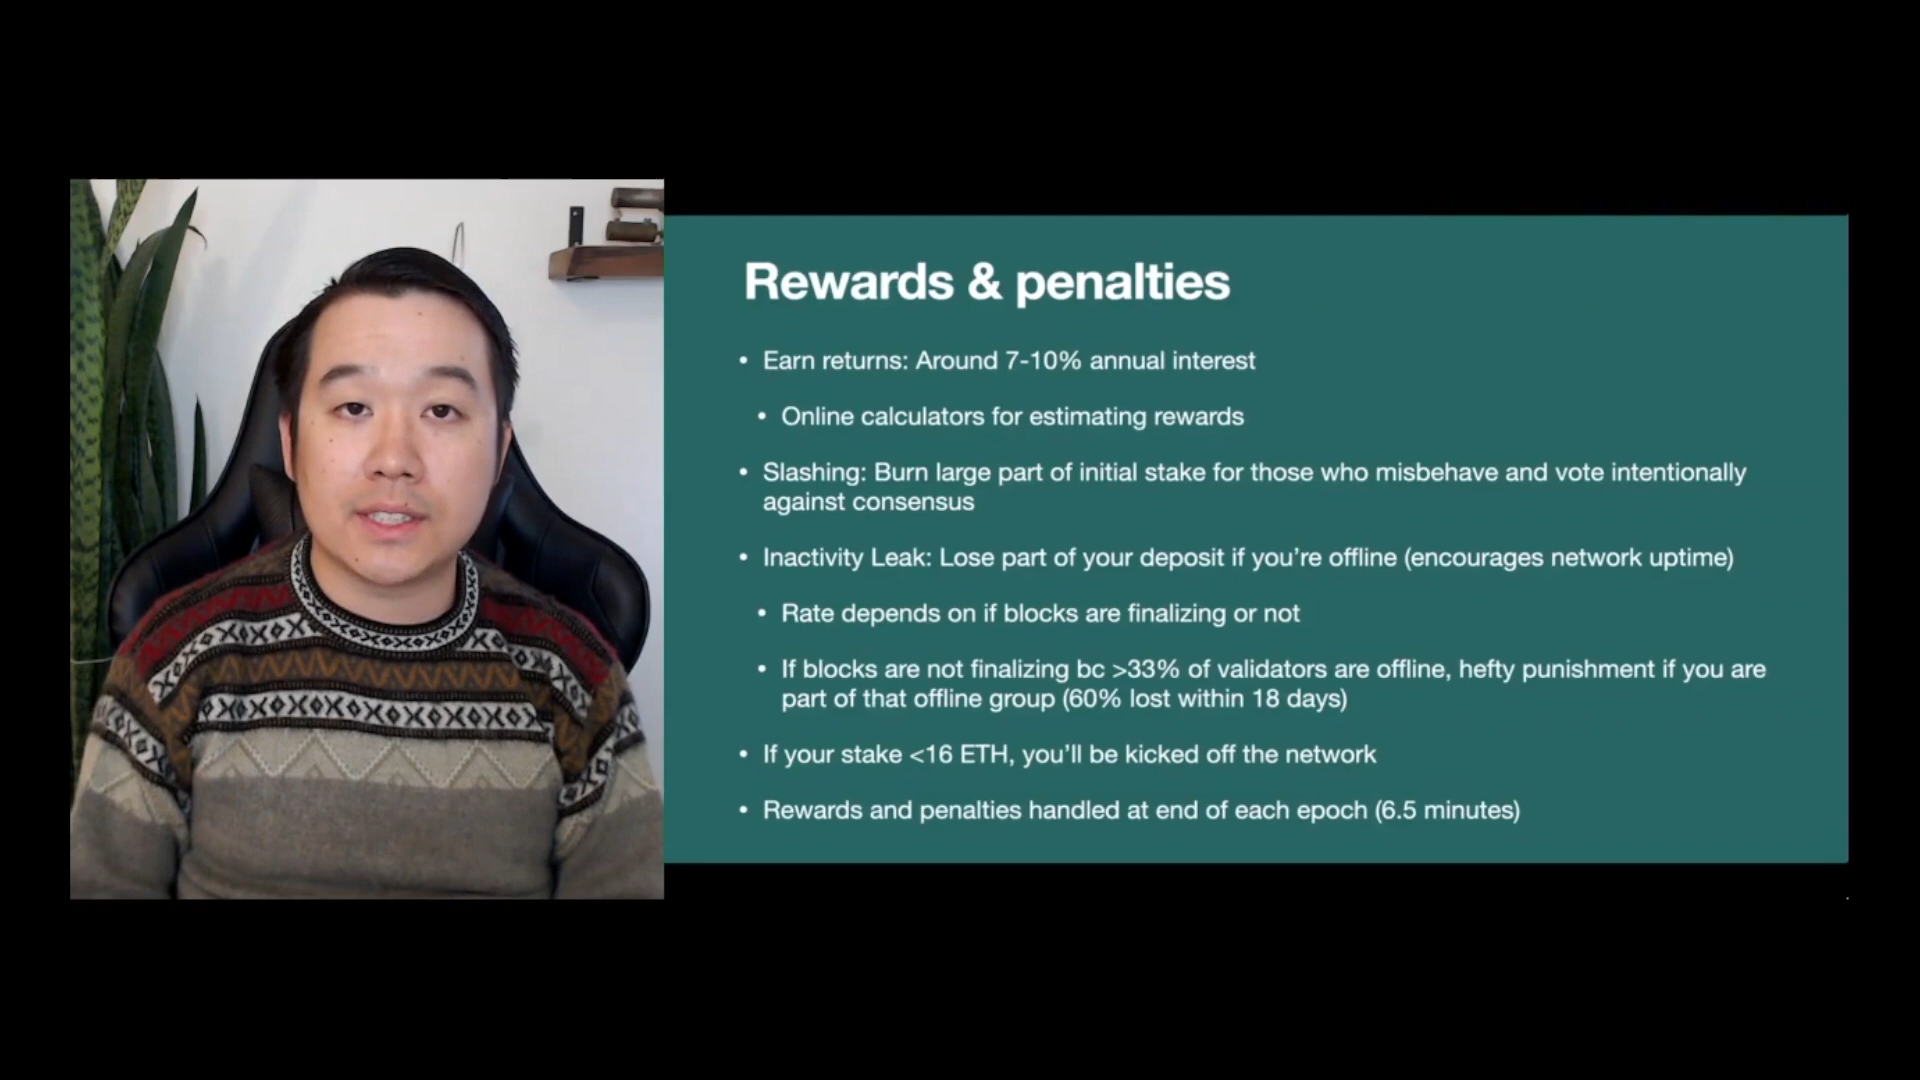 Rewards & penalties
• Earn returns: Around 7-10% annual interest
• Online calculators for estimating rewards
• Slashing: Burn large part of initial stake for those who misbehave and vote intentionally
against consensus
• Inactivity Leak: Lose part of your deposit if you’re offline (encourages network uptime)
• Rate depends on if blocks are finalizing or not
• If blocks are not finalizing bc >33% of validators are offline, hefty punishment if you are
part of that offline group (60% lost within 18 days)
• If your stake <16 ETH, you’ll be kicked off the network
• Rewards and penalties handled at end of each epoch (6.5 minutes)